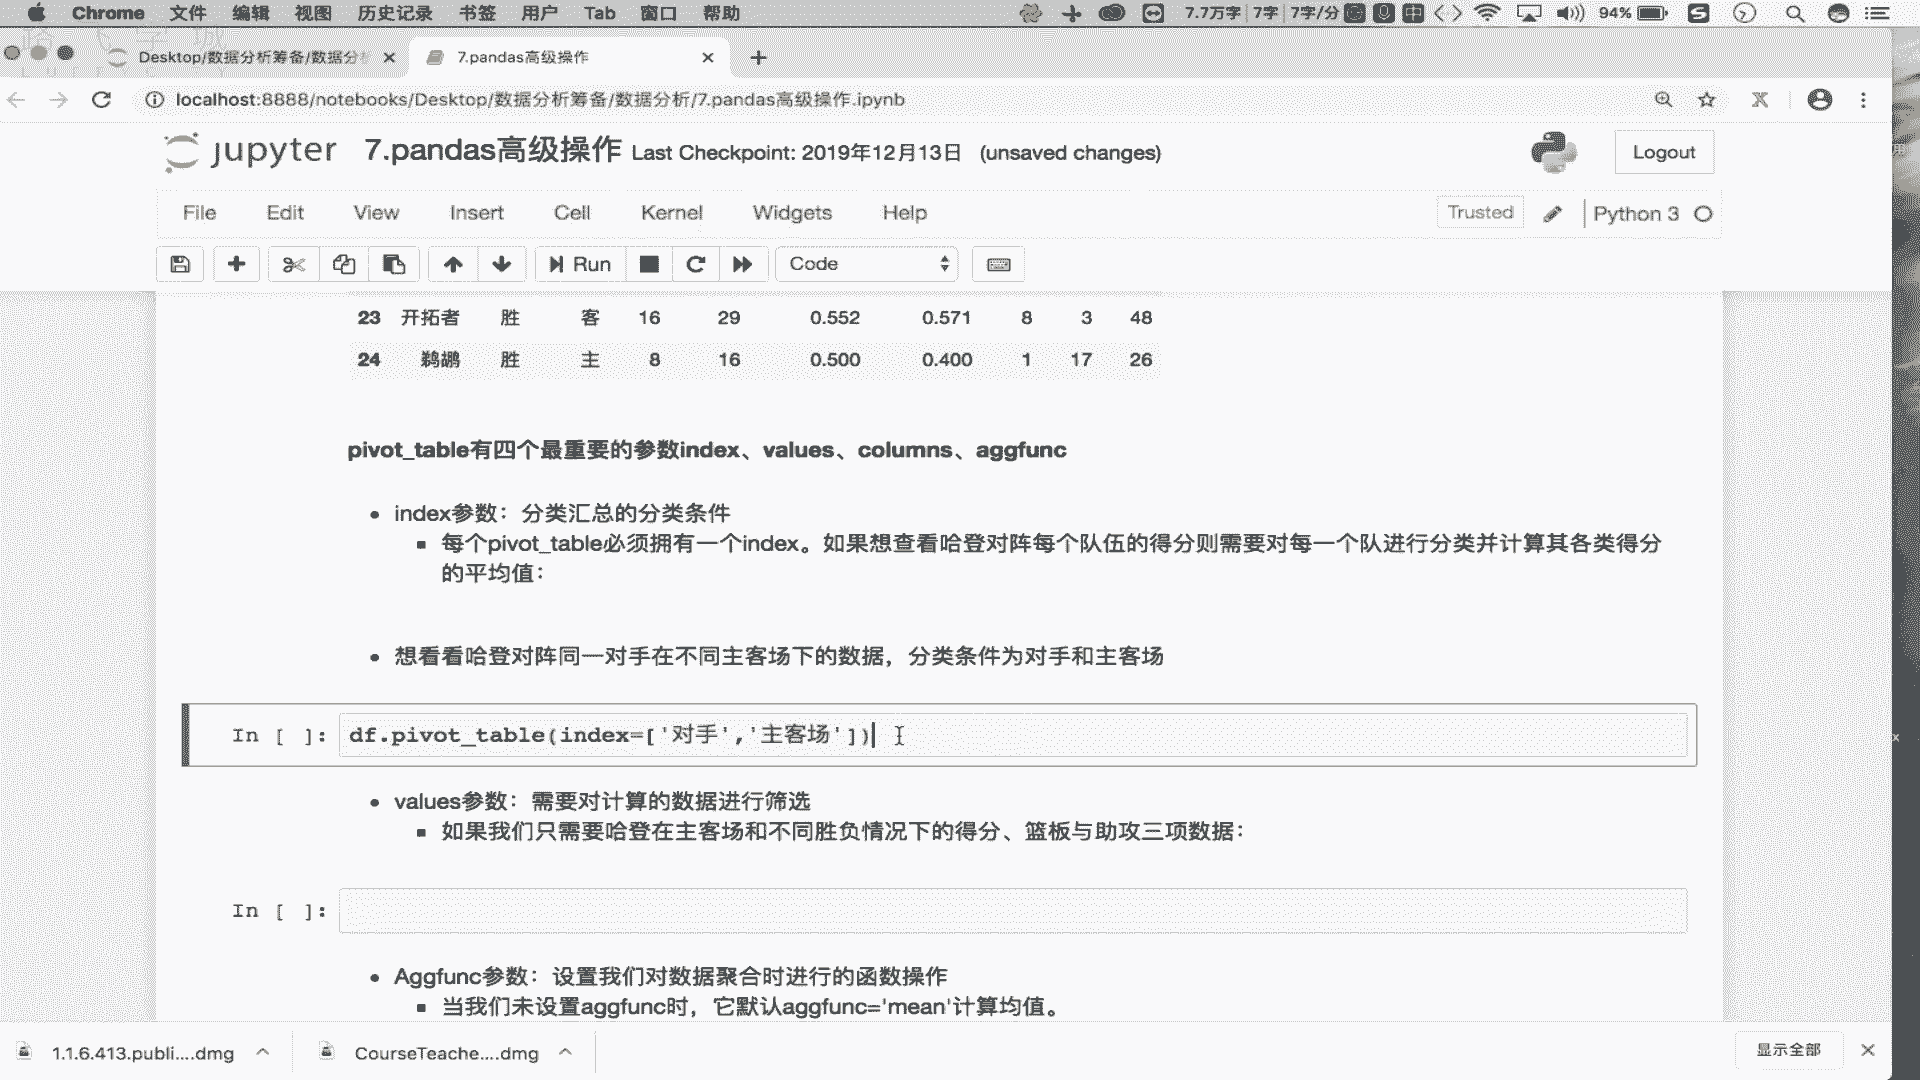 Chrome 文件 编辑 视图 历史记录 书签 用户 Tab 窗口 帮助 7.7万字 7字 7字/分 中 94%
Desktop/数据分析筹备/数据分 7.pandas高级操作
localhost:8888/notebooks/Desktop/数据分析筹备/数据分析/7.pandas高级操作.ipynb
jupyter 7.pandas高级操作 Last Checkpoint: 2019年12月13日 (unsaved changes) Logout
File Edit View Insert Cell Kernel Widgets Help Trusted Python 3
Run Code
23 开拓者 胜 客 16 29 0.552 0.571 8 3 48
24 鹈鹕 胜 主 8 16 0.500 0.400 1 17 26
pivot_table有四个最重要的参数index、values、columns、aggfunc
index参数：分类汇总的分类条件
每个pivot_table必须拥有一个index。如果想查看哈登对阵每个队伍的得分则需要对每一个队进行分类并计算其各类得分
的平均值：
想看看哈登对阵同一对手在不同主客场下的数据，分类条件为对手和主客场
In [ ]: df.pivot_table(index=['对手','主客场'])
values参数：需要对计算的数据进行筛选
如果我们只需要哈登在主客场和不同胜负情况下的得分、篮板与助攻三项数据：
In [ ]:
Aggfunc参数：设置我们对数据聚合时进行的函数操作
当我们未设置aggfunc时，它默认aggfunc='mean'计算均值。
1.1.6.413.publi....dmg CourseTeache....dmg 显示全部